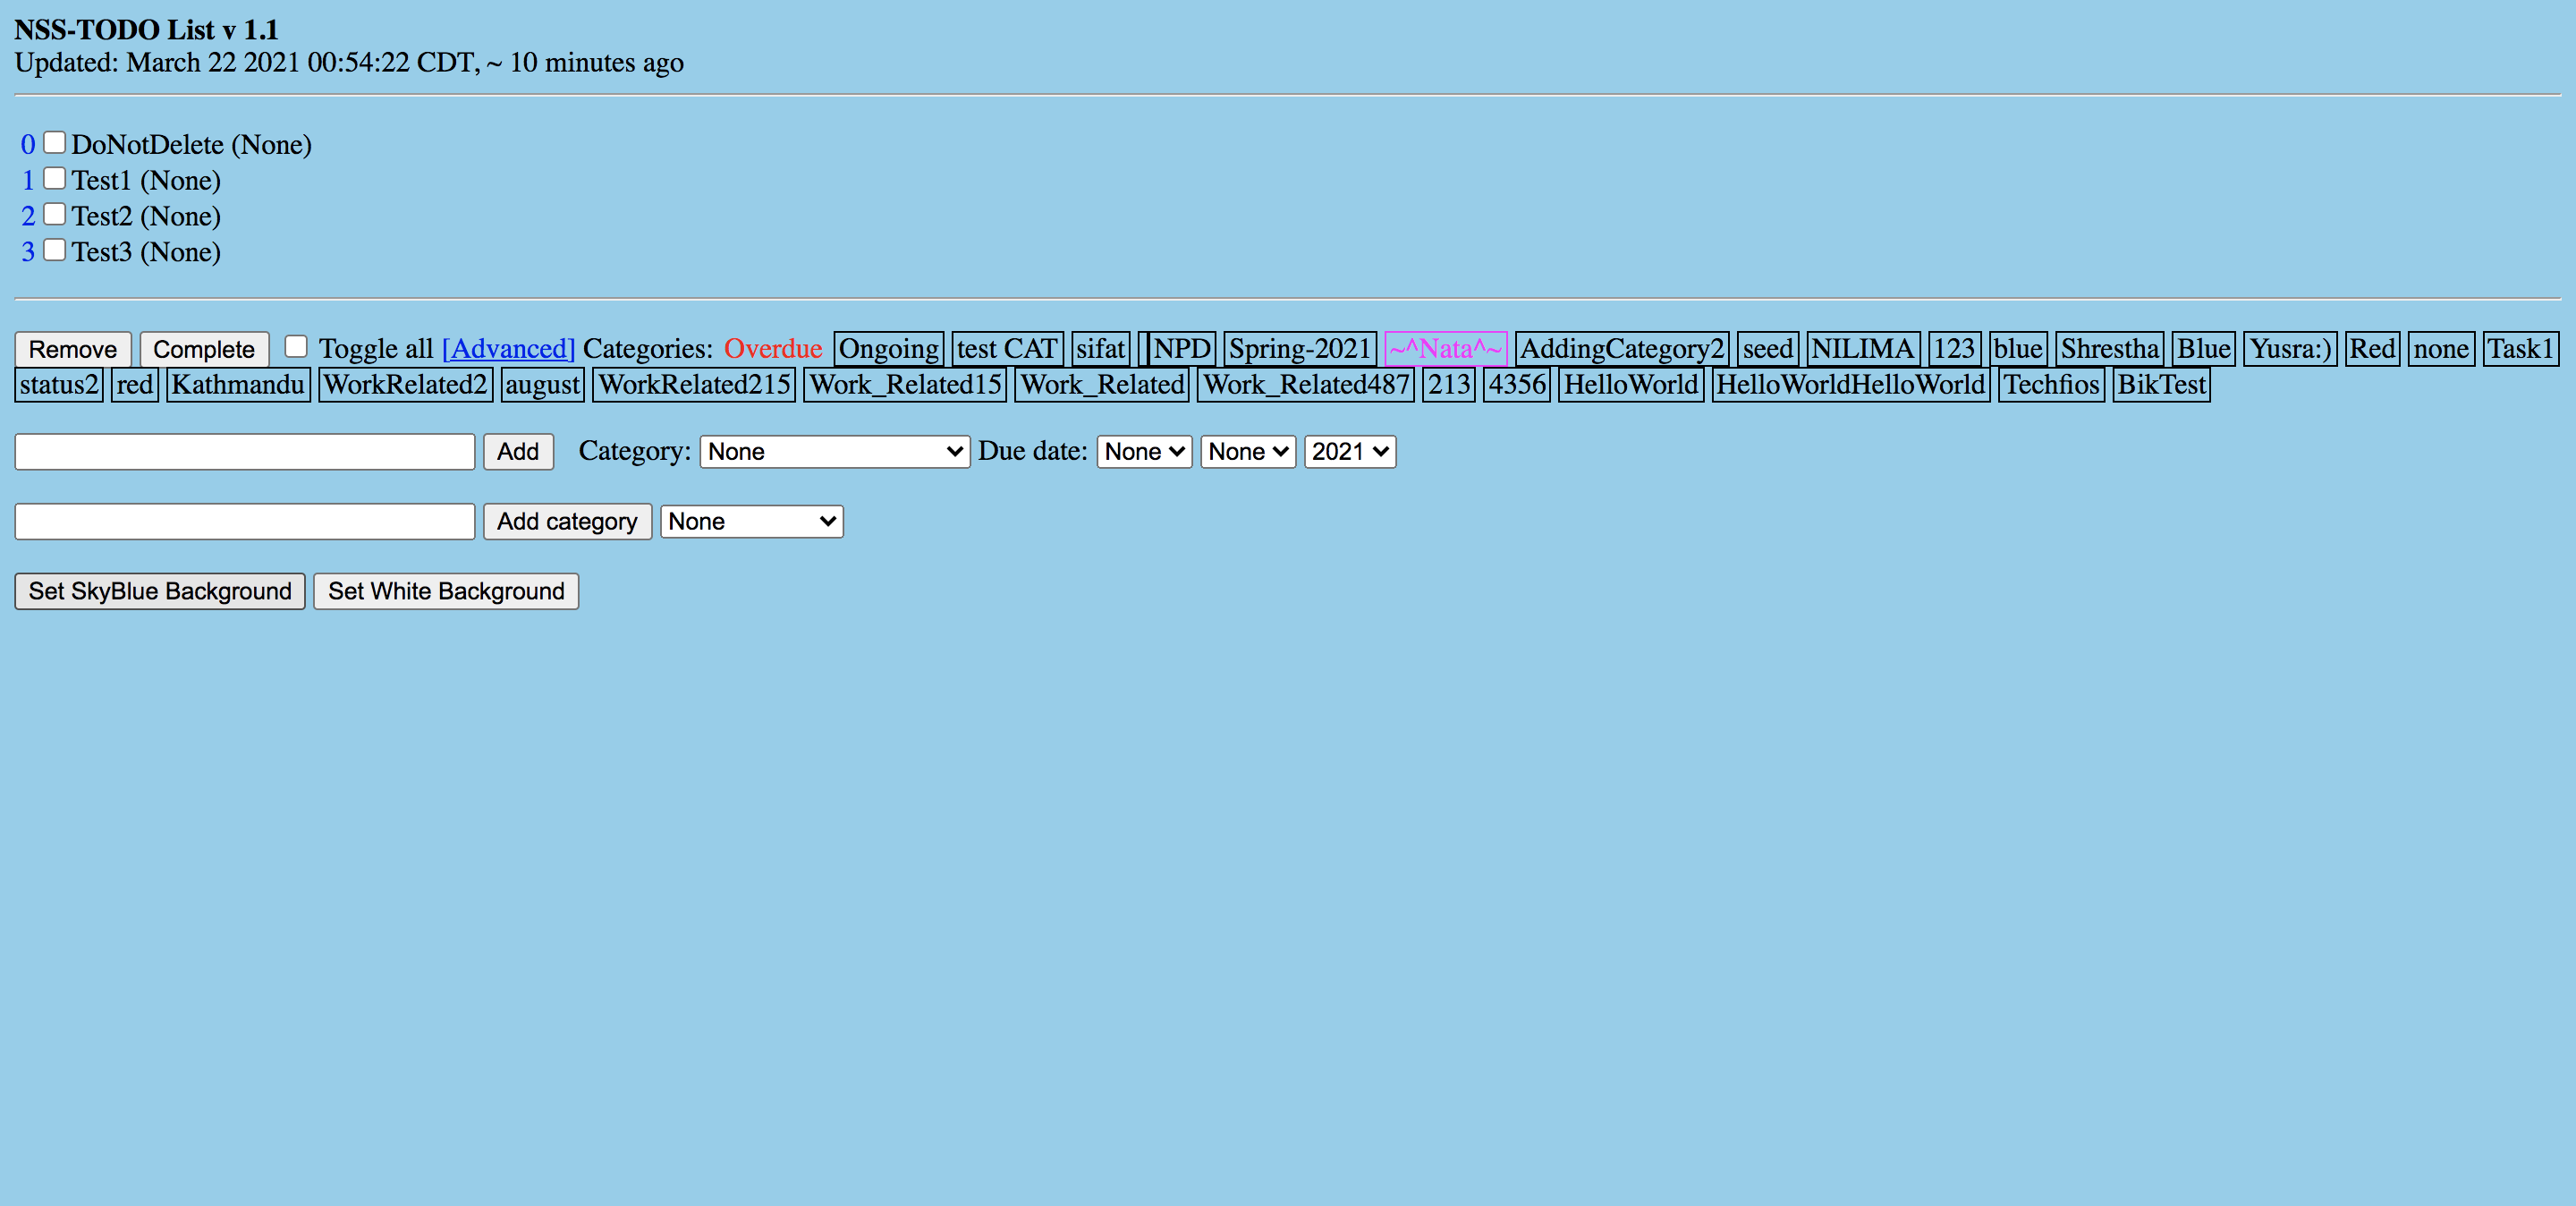 NSS-TODO List v 1.1
Updated: March 22 2021 00:54:22 CDT, ~ 10 minutes ago
0 DoNotDelete (None)
1 Test1 (None)
2 Test2 (None)
3 Test3 (None)
Remove Complete Toggle all [Advanced] Categories: Overdue Ongoing test CAT sifat NPD Spring-2021 ~^Nata^~ AddingCategory2 seed NILIMA 123 blue Shrestha Blue Yusra:) Red none Task1
status2 red Kathmandu WorkRelated2 august WorkRelated215 Work_Related15 Work_Related Work_Related487 213 4356 HelloWorld HelloWorldHelloWorld Techfios BikTest
Add Category: None Due date: None None 2021
Add category None
Set SkyBlue Background Set White Background